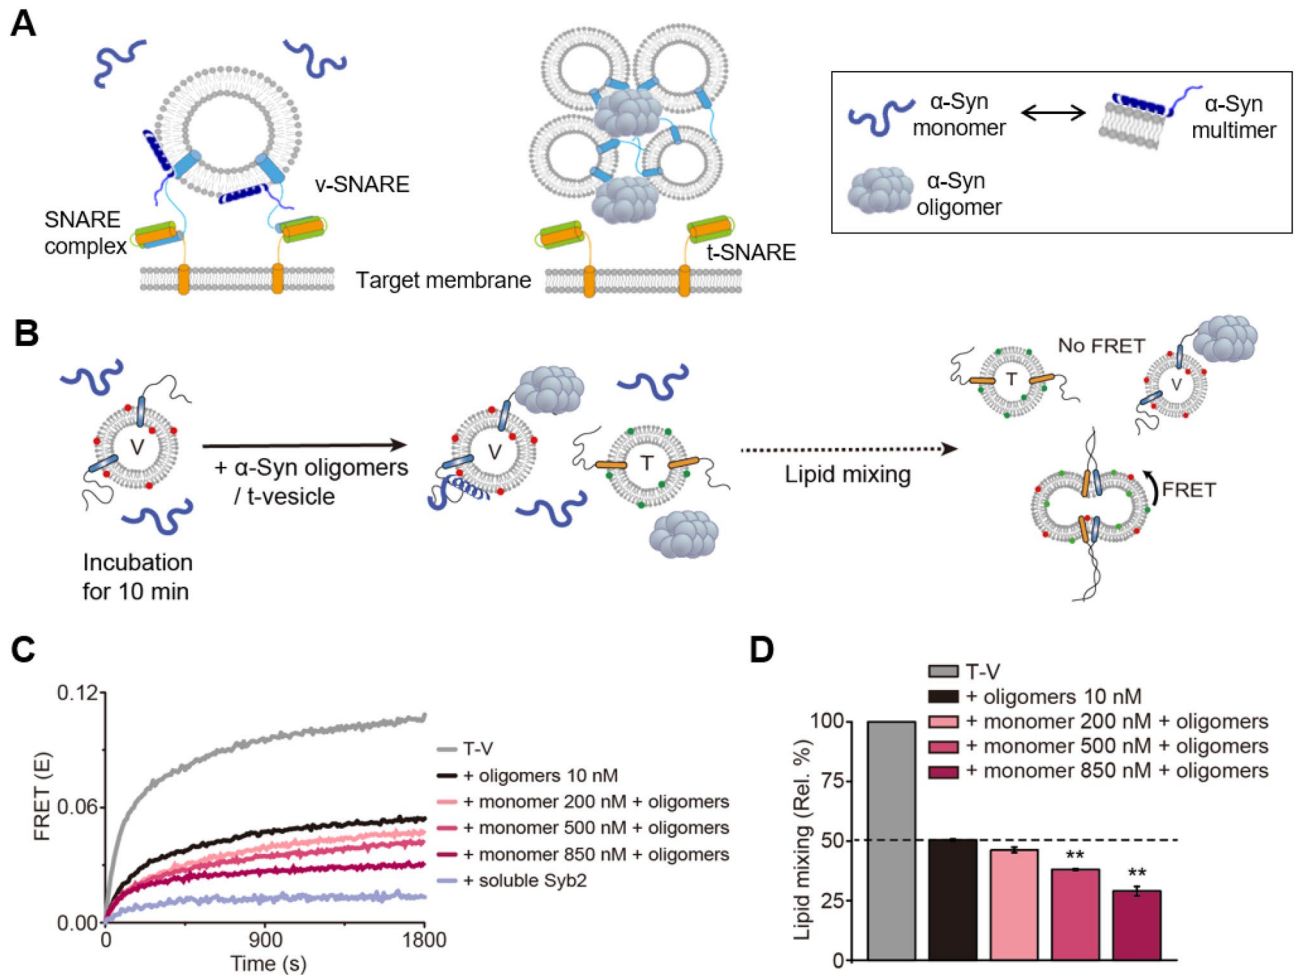 A
v-SNARE
SNARE
complex
Target membrane
t-SNARE
α-Syn
monomer
α-Syn
multimer
α-Syn
oligomer
B
V
Incubation
for 10 min
+ α-Syn oligomers
/ t-vesicle
V
T
Lipid mixing
T
No FRET
V
FRET
C
FRET (E)
0.12
0.06
0.00
0
900
1800
Time (s)
T-V
+ oligomers 10 nM
+ monomer 200 nM + oligomers
+ monomer 500 nM + oligomers
+ monomer 850 nM + oligomers
+ soluble Syb2
D
T-V
+ oligomers 10 nM
+ monomer 200 nM + oligomers
+ monomer 500 nM + oligomers
+ monomer 850 nM + oligomers
Lipid mixing (Rel. %)
100
75
50
25
0
**
**